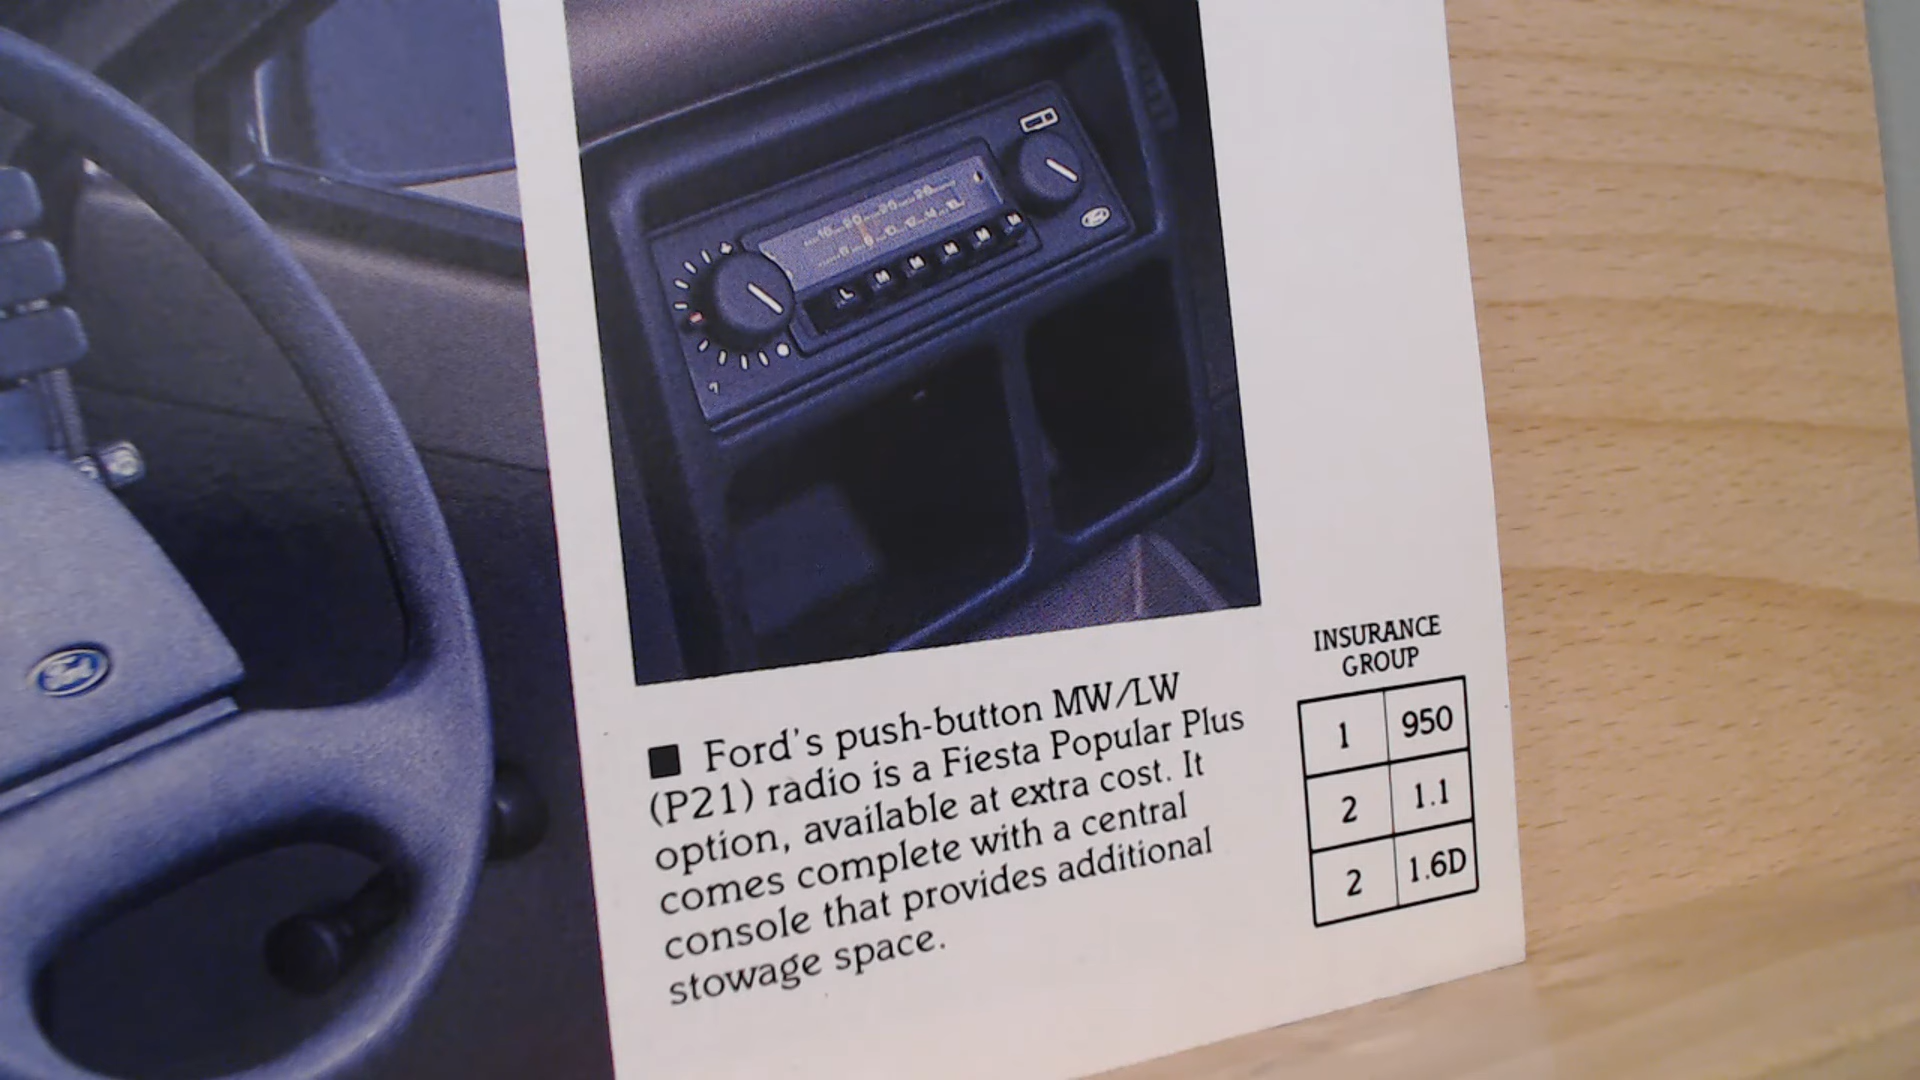 L M M M M M
■ Ford's push-button MW/LW
(P21) radio is a Fiesta Popular Plus
option, available at extra cost. It
comes complete with a central
console that provides additional
stowage space.
INSURANCE
GROUP
1 950
2 1.1
2 1.6D